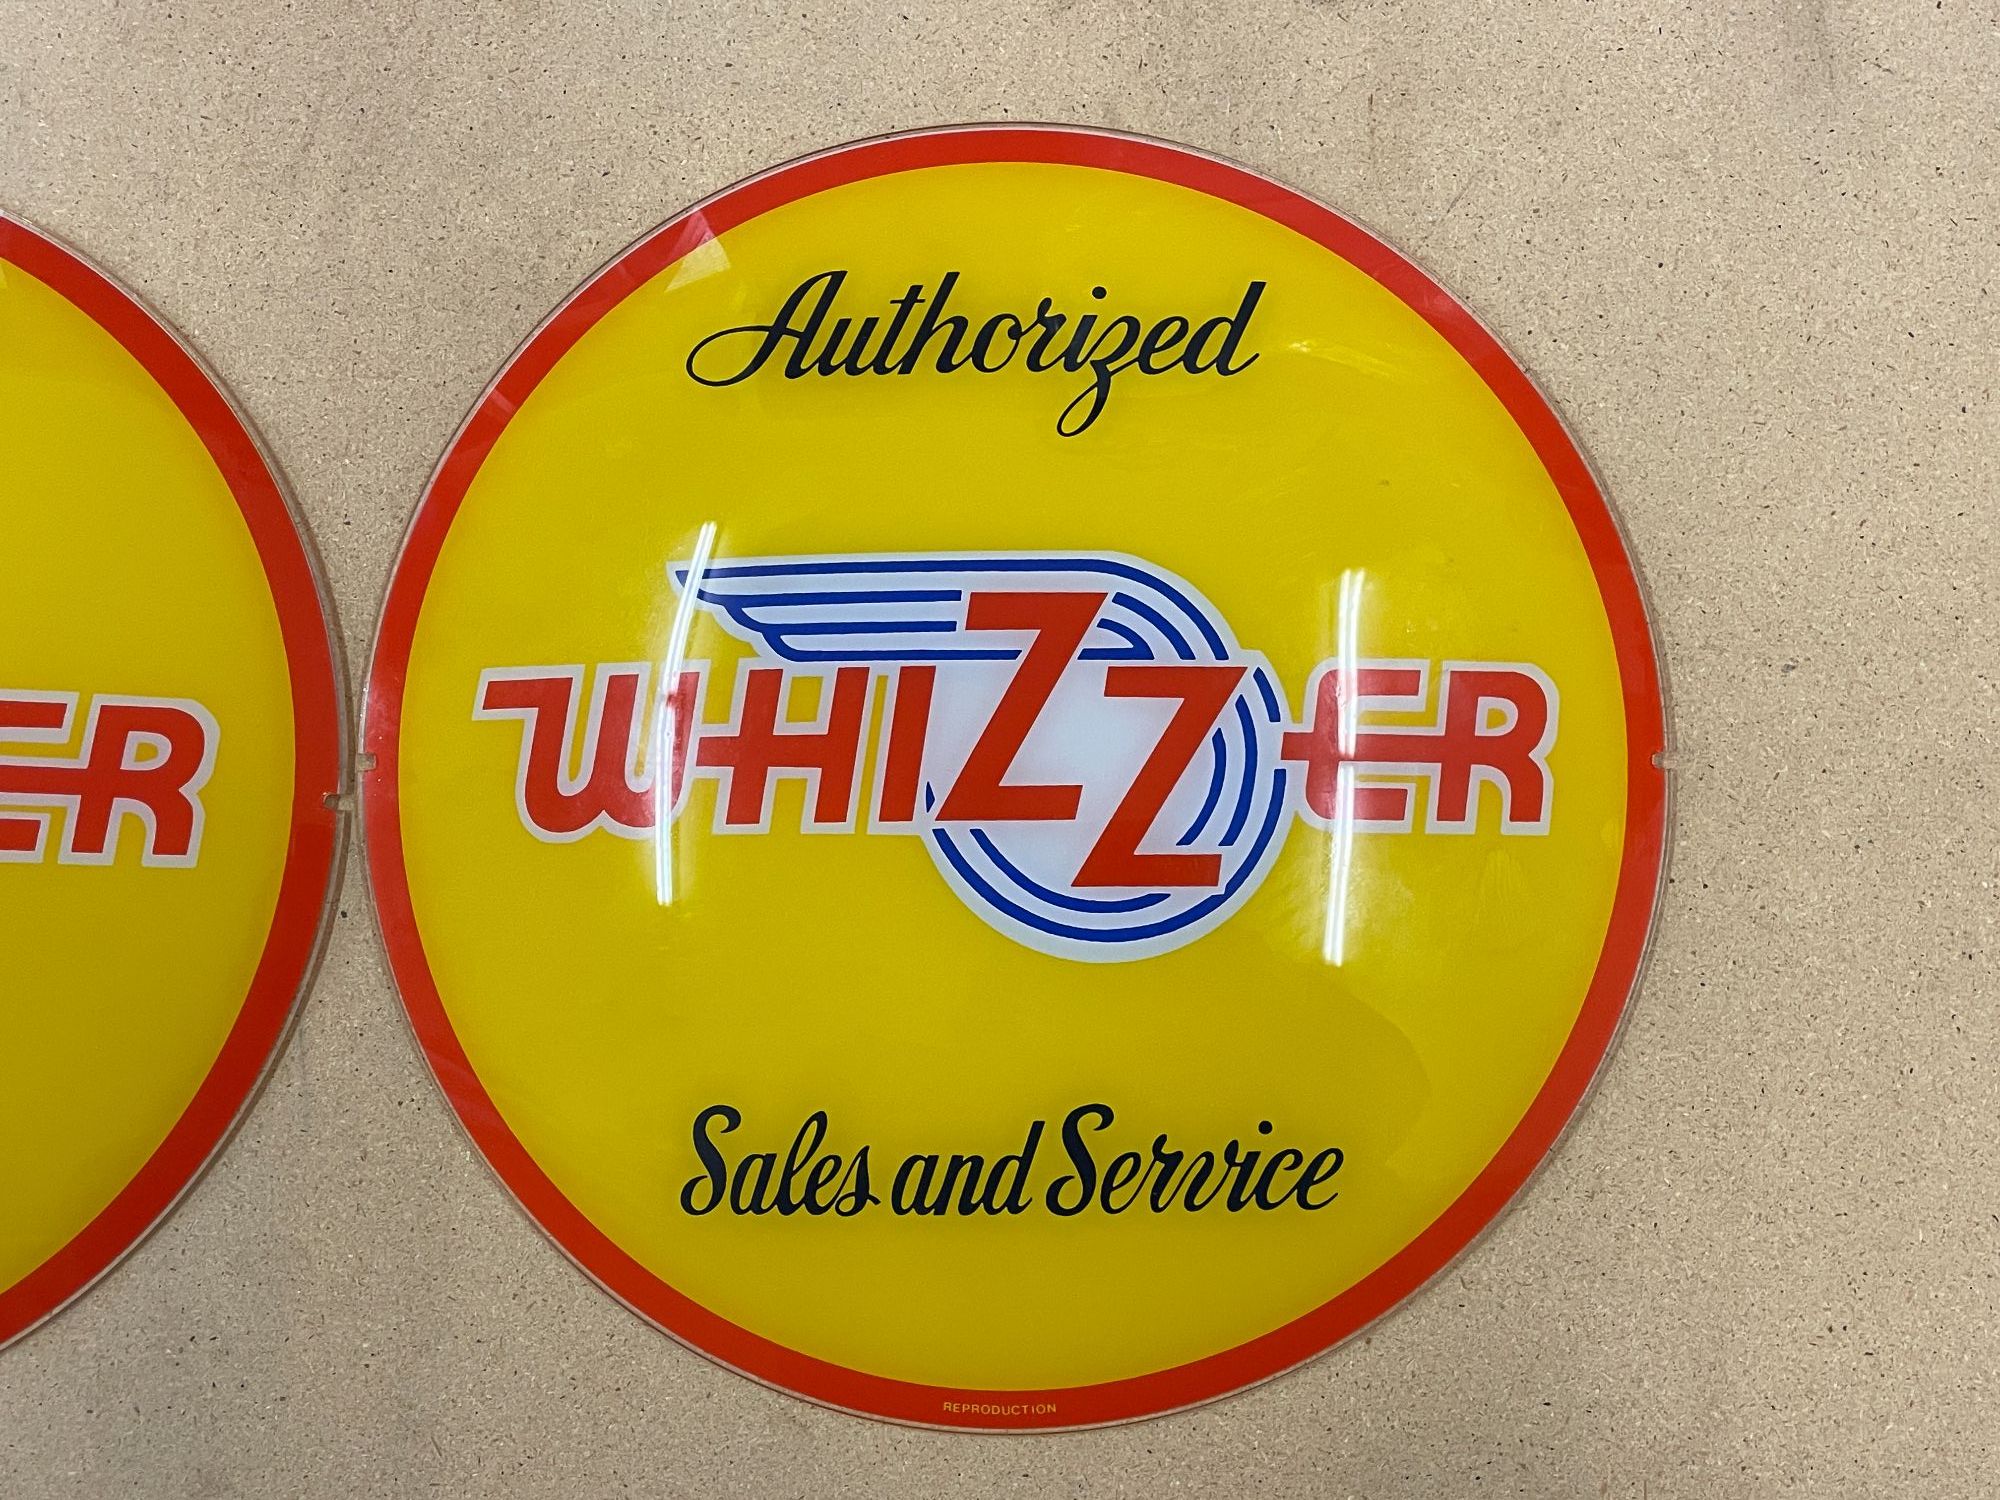 Authorized
WHIZZER
ER
Sales and Service
REPRODUCTION